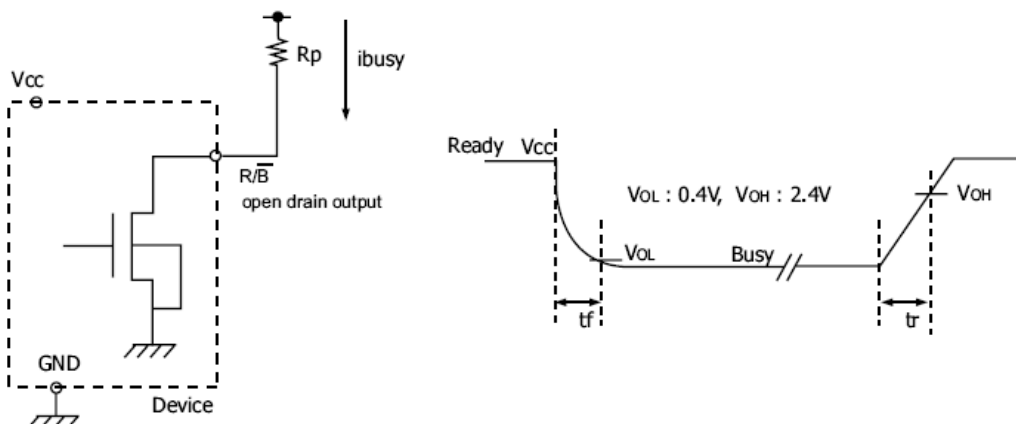 Rp
ibusy
Vcc
R/B̅
open drain output
GND
Device
Ready Vcc
VOL : 0.4V, VOH : 2.4V
VOH
VOL
Busy
tf
tr